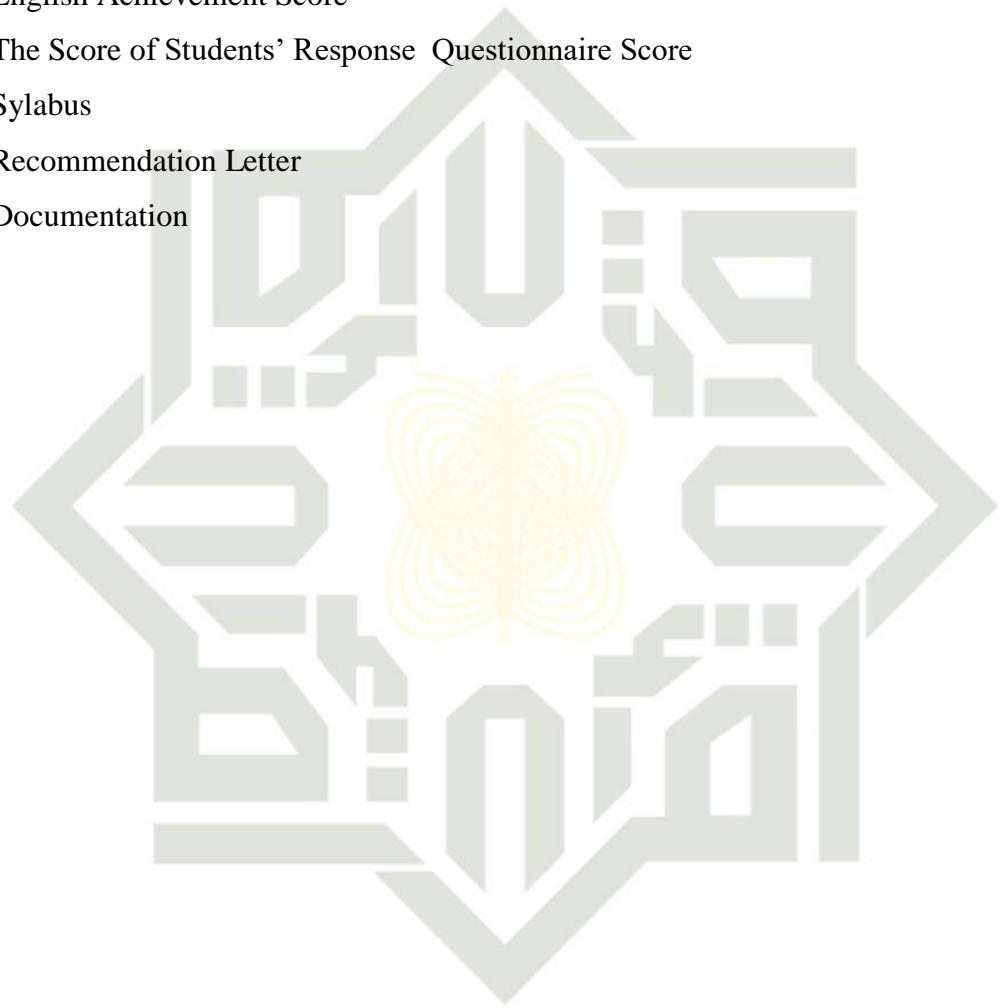 English Achievement Score
The Score of Students’ Response Questionnaire Score
Sylabus
Recommendation Letter
Documentation